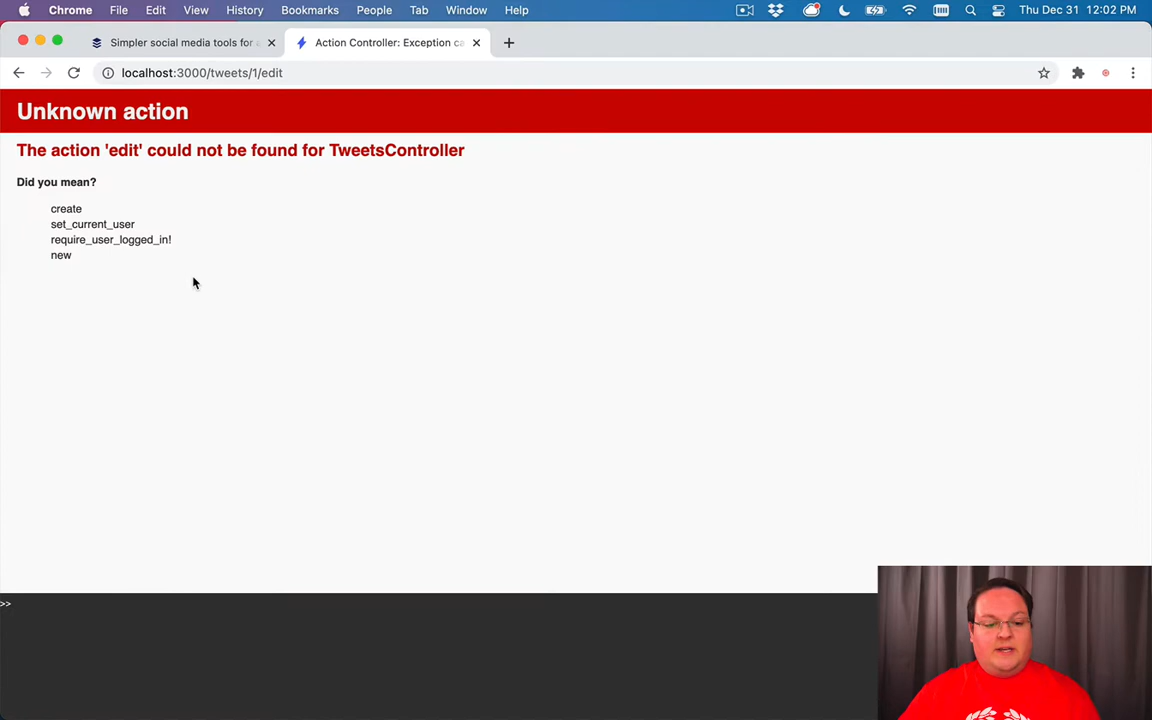 Chrome File Edit View History Bookmarks People Tab Window Help Thu Dec 31 12:02 PM
Simpler social media tools for Action Controller: Exception ca
localhost:3000/tweets/1/edit
Unknown action
The action 'edit' could not be found for TweetsController
Did you mean?
create
set_current_user
require_user_logged_in!
new
>>